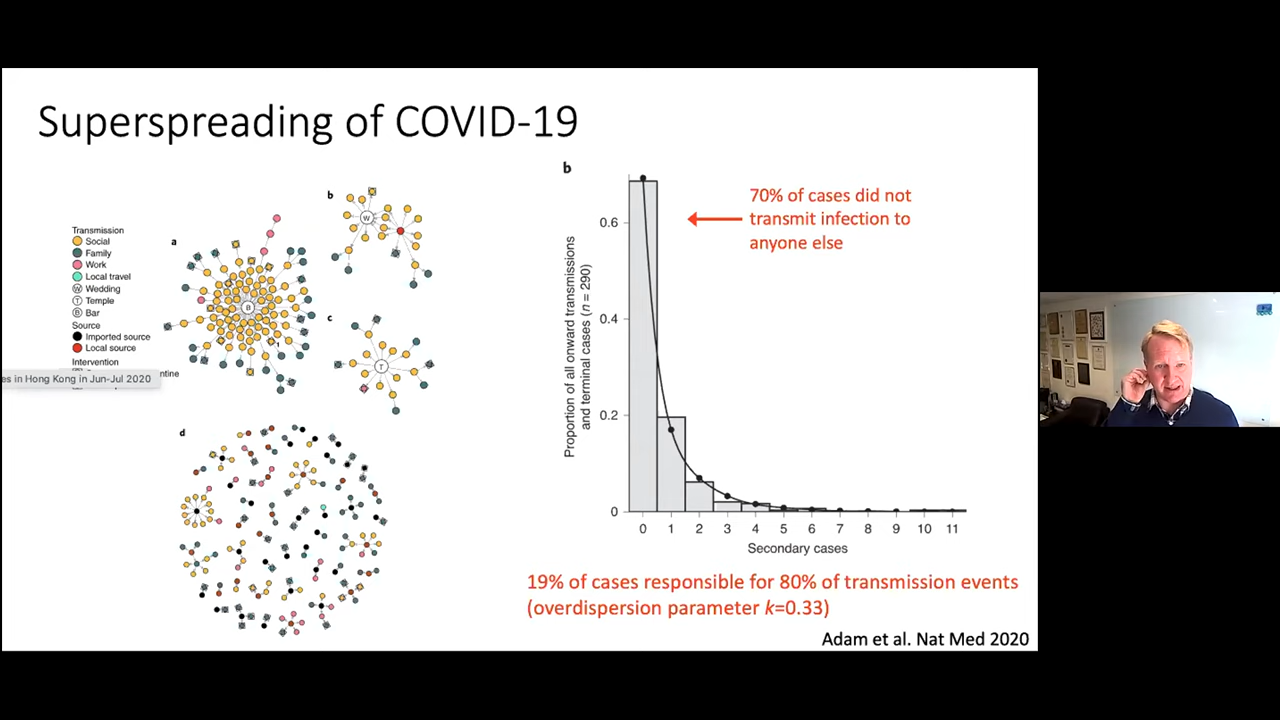 Superspreading of COVID-19
Transmission
Social
Family
Work
Local travel
W Wedding
T Temple
B Bar
Source
Imported source
Local source
Intervention
es in Hong Kong in Jun-Jul 2020
ntine
a
B
b
W
c
T
d
b
Proportion of all onward transmissions
and terminal cases (n = 290)
0.6
0.4
0.2
0
0 1 2 3 4 5 6 7 8 9 10 11
Secondary cases
70% of cases did not
transmit infection to
anyone else
19% of cases responsible for 80% of transmission events
(overdispersion parameter k=0.33)
Adam et al. Nat Med 2020